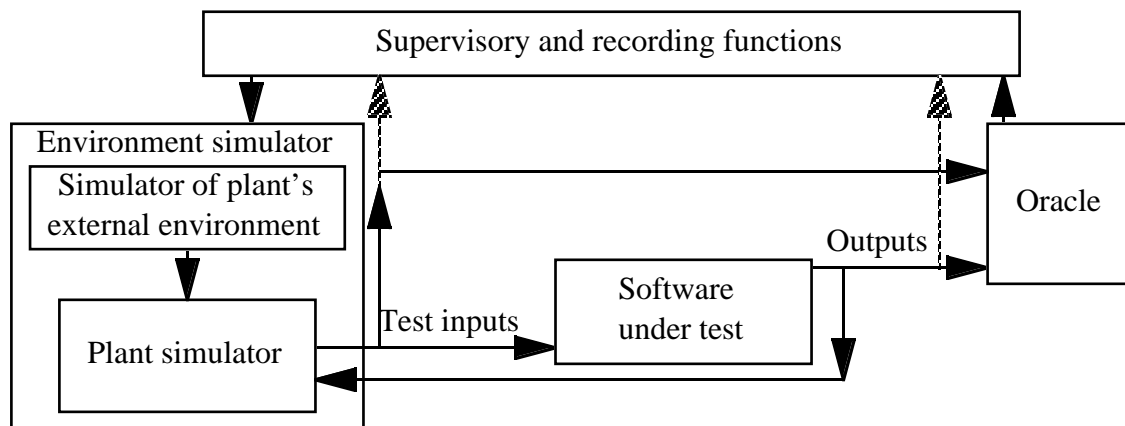 Supervisory and recording functions
Environment simulator
Simulator of plant’s
external environment
Oracle
Outputs
Software
under test
Test inputs
Plant simulator